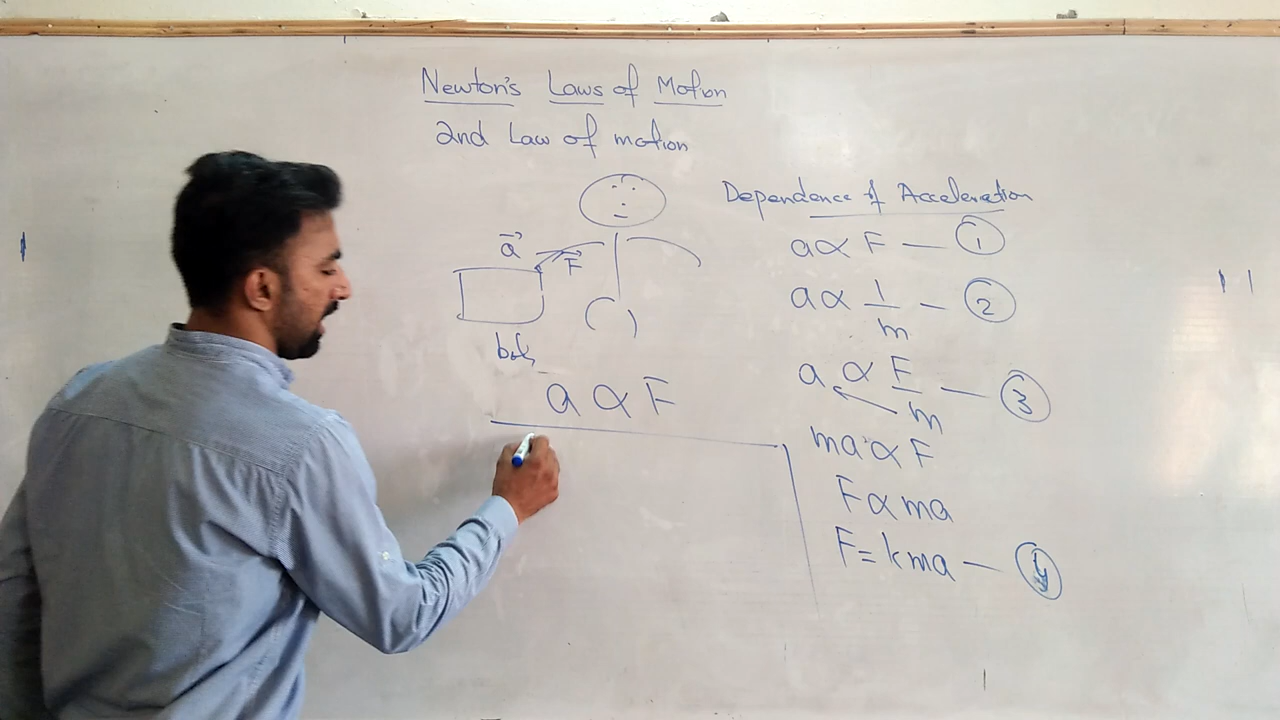 Newton's Laws of Motion
2nd Law of motion
a⃗
F⃗
a ∝ F
Dependence of Acceleration
a ∝ F — ①
a ∝ 1/m — ②
a ∝ F/m — ③
ma ∝ F
F ∝ ma
F = kma — ④